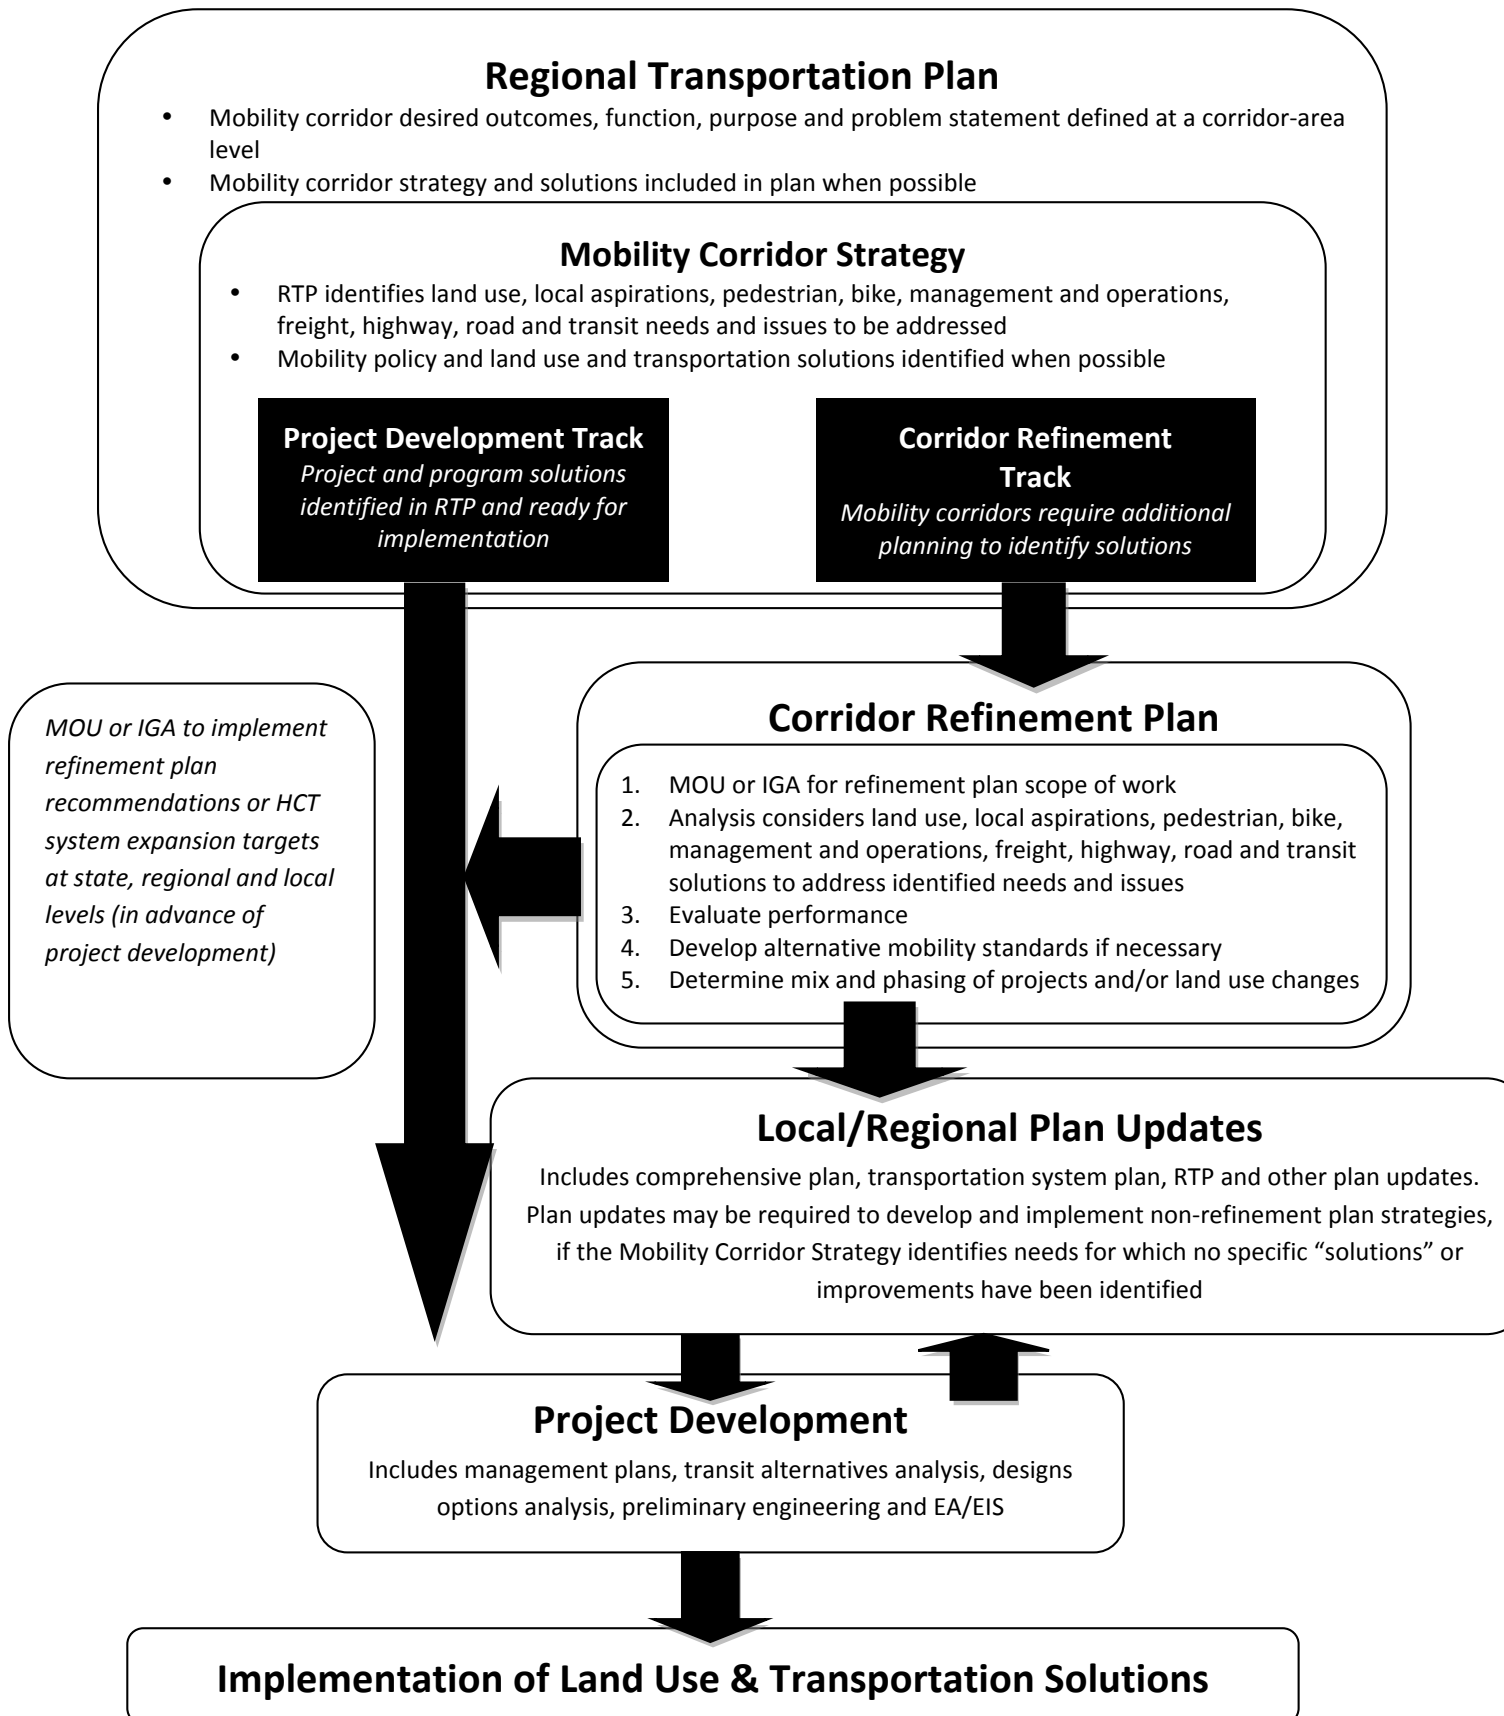 Regional Transportation Plan
• Mobility corridor desired outcomes, function, purpose and problem statement defined at a corridor-area
level
• Mobility corridor strategy and solutions included in plan when possible
Mobility Corridor Strategy
• RTP identifies land use, local aspirations, pedestrian, bike, management and operations,
freight, highway, road and transit needs and issues to be addressed
• Mobility policy and land use and transportation solutions identified when possible
Project Development Track
Project and program solutions
identified in RTP and ready for
implementation
Corridor Refinement
Track
Mobility corridors require additional
planning to identify solutions
MOU or IGA to implement
refinement plan
recommendations or HCT
system expansion targets
at state, regional and local
levels (in advance of
project development)
Corridor Refinement Plan
1. MOU or IGA for refinement plan scope of work
2. Analysis considers land use, local aspirations, pedestrian, bike,
management and operations, freight, highway, road and transit
solutions to address identified needs and issues
3. Evaluate performance
4. Develop alternative mobility standards if necessary
5. Determine mix and phasing of projects and/or land use changes
Local/Regional Plan Updates
Includes comprehensive plan, transportation system plan, RTP and other plan updates.
Plan updates may be required to develop and implement non-refinement plan strategies,
if the Mobility Corridor Strategy identifies needs for which no specific “solutions” or
improvements have been identified
Project Development
Includes management plans, transit alternatives analysis, designs
options analysis, preliminary engineering and EA/EIS
Implementation of Land Use & Transportation Solutions